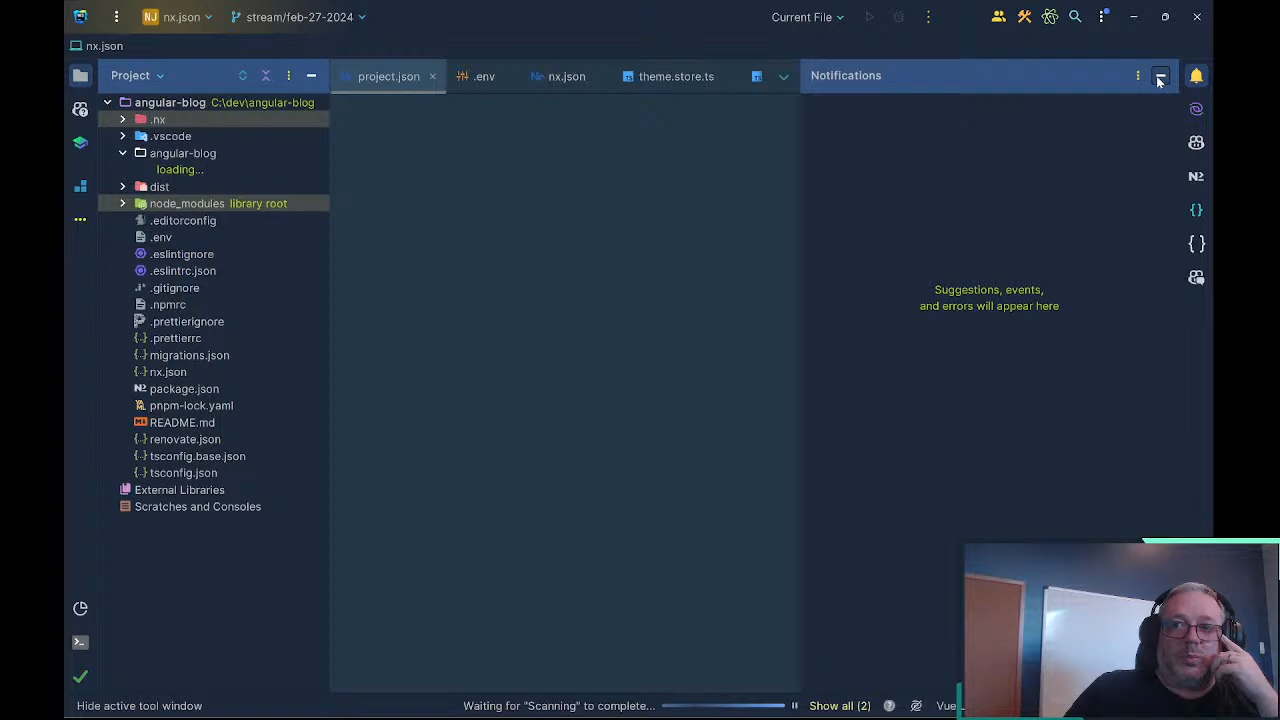 NJ nx.json stream/feb-27-2024 Current File
nx.json
Project
project.json .env nx.json theme.store.ts
Notifications
angular-blog C:\dev\angular-blog
.nx
.vscode
angular-blog
loading...
dist
node_modules library root
.editorconfig
.env
.eslintignore
.eslintrc.json
.gitignore
.npmrc
.prettierignore
.prettierrc
migrations.json
nx.json
package.json
pnpm-lock.yaml
README.md
renovate.json
tsconfig.base.json
tsconfig.json
External Libraries
Scratches and Consoles
Suggestions, events,
and errors will appear here
Hide active tool window
Waiting for "Scanning" to complete... Show all (2) Vue